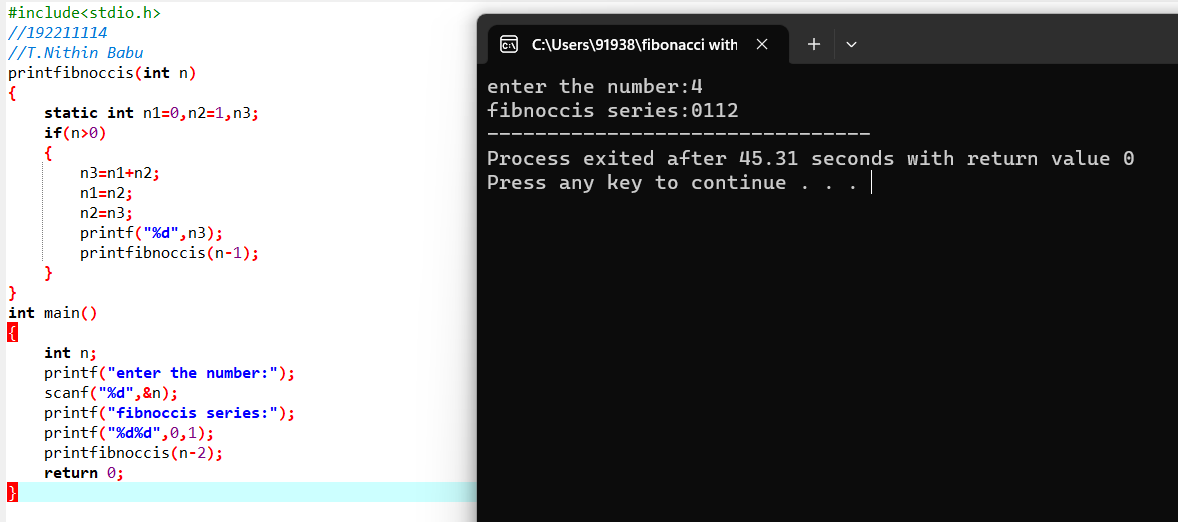 #include<stdio.h>
//192211114
//T.Nithin Babu
printfibnoccis(int n)
{
    static int n1=0,n2=1,n3;
    if(n>0)
    {
        n3=n1+n2;
        n1=n2;
        n2=n3;
        printf("%d",n3);
        printfibnoccis(n-1);
    }
}
int main()
{
    int n;
    printf("enter the number:");
    scanf("%d",&n);
    printf("fibnoccis series:");
    printf("%d%d",0,1);
    printfibnoccis(n-2);
    return 0;
}
C:\Users\91938\fibonacci with
enter the number:4
fibnoccis series:0112
--------------------------------
Process exited after 45.31 seconds with return value 0
Press any key to continue . . .